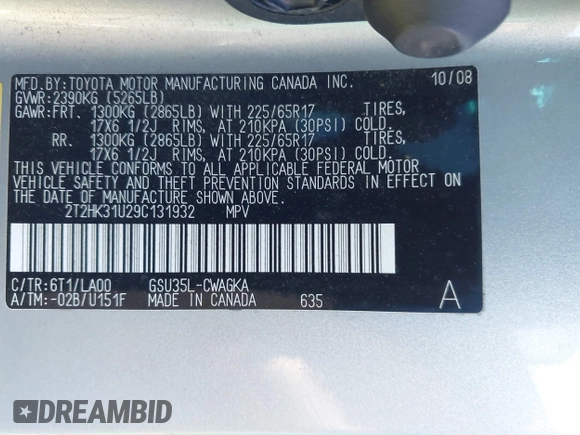 MFD.BY:TOYOTA MOTOR MANUFACTURING CANADA INC. 10/08
GVWR:2390KG (5265LB)
GAWR:FRT. 1300KG (2865LB) WITH 225/65R17 TIRES,
17X6 1/2J RIMS, AT 210KPA (30PSI) COLD.
RR. 1300KG (2865LB) WITH 225/65R17 TIRES,
17X6 1/2J RIMS, AT 210KPA (30PSI) COLD.
THIS VEHICLE CONFORMS TO ALL APPLICABLE FEDERAL MOTOR
VEHICLE SAFETY AND THEFT PREVENTION STANDARDS IN EFFECT ON
THE DATE OF MANUFACTURE SHOWN ABOVE.
2T2HK31U29C131932 MPV
C/TR:6T1/LA00 GSU35L-CWAGKA
A/TM:-02B/U151F MADE IN CANADA 635 A
DREAMBID